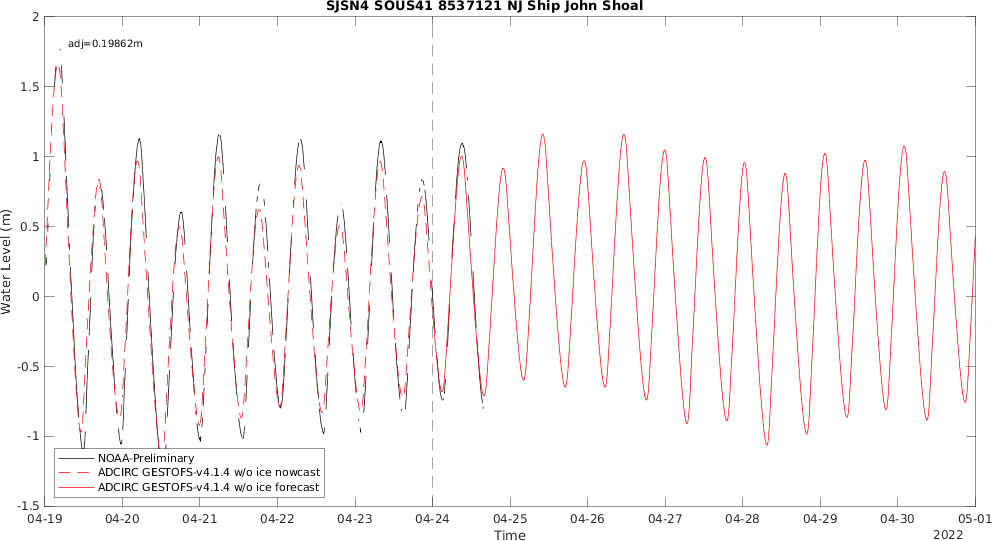 SJSN4 SOUS41 8537121 NJ Ship John Shoal
adj=0.19862m
2
1.5
1
0.5
0
-0.5
-1
-1.5
Water Level (m)
NOAA-Preliminary
ADCIRC GESTOFS-v4.1.4 w/o ice nowcast
ADCIRC GESTOFS-v4.1.4 w/o ice forecast
04-19 04-20 04-21 04-22 04-23 04-24 04-25 04-26 04-27 04-28 04-29 04-30 05-01
Time
2022